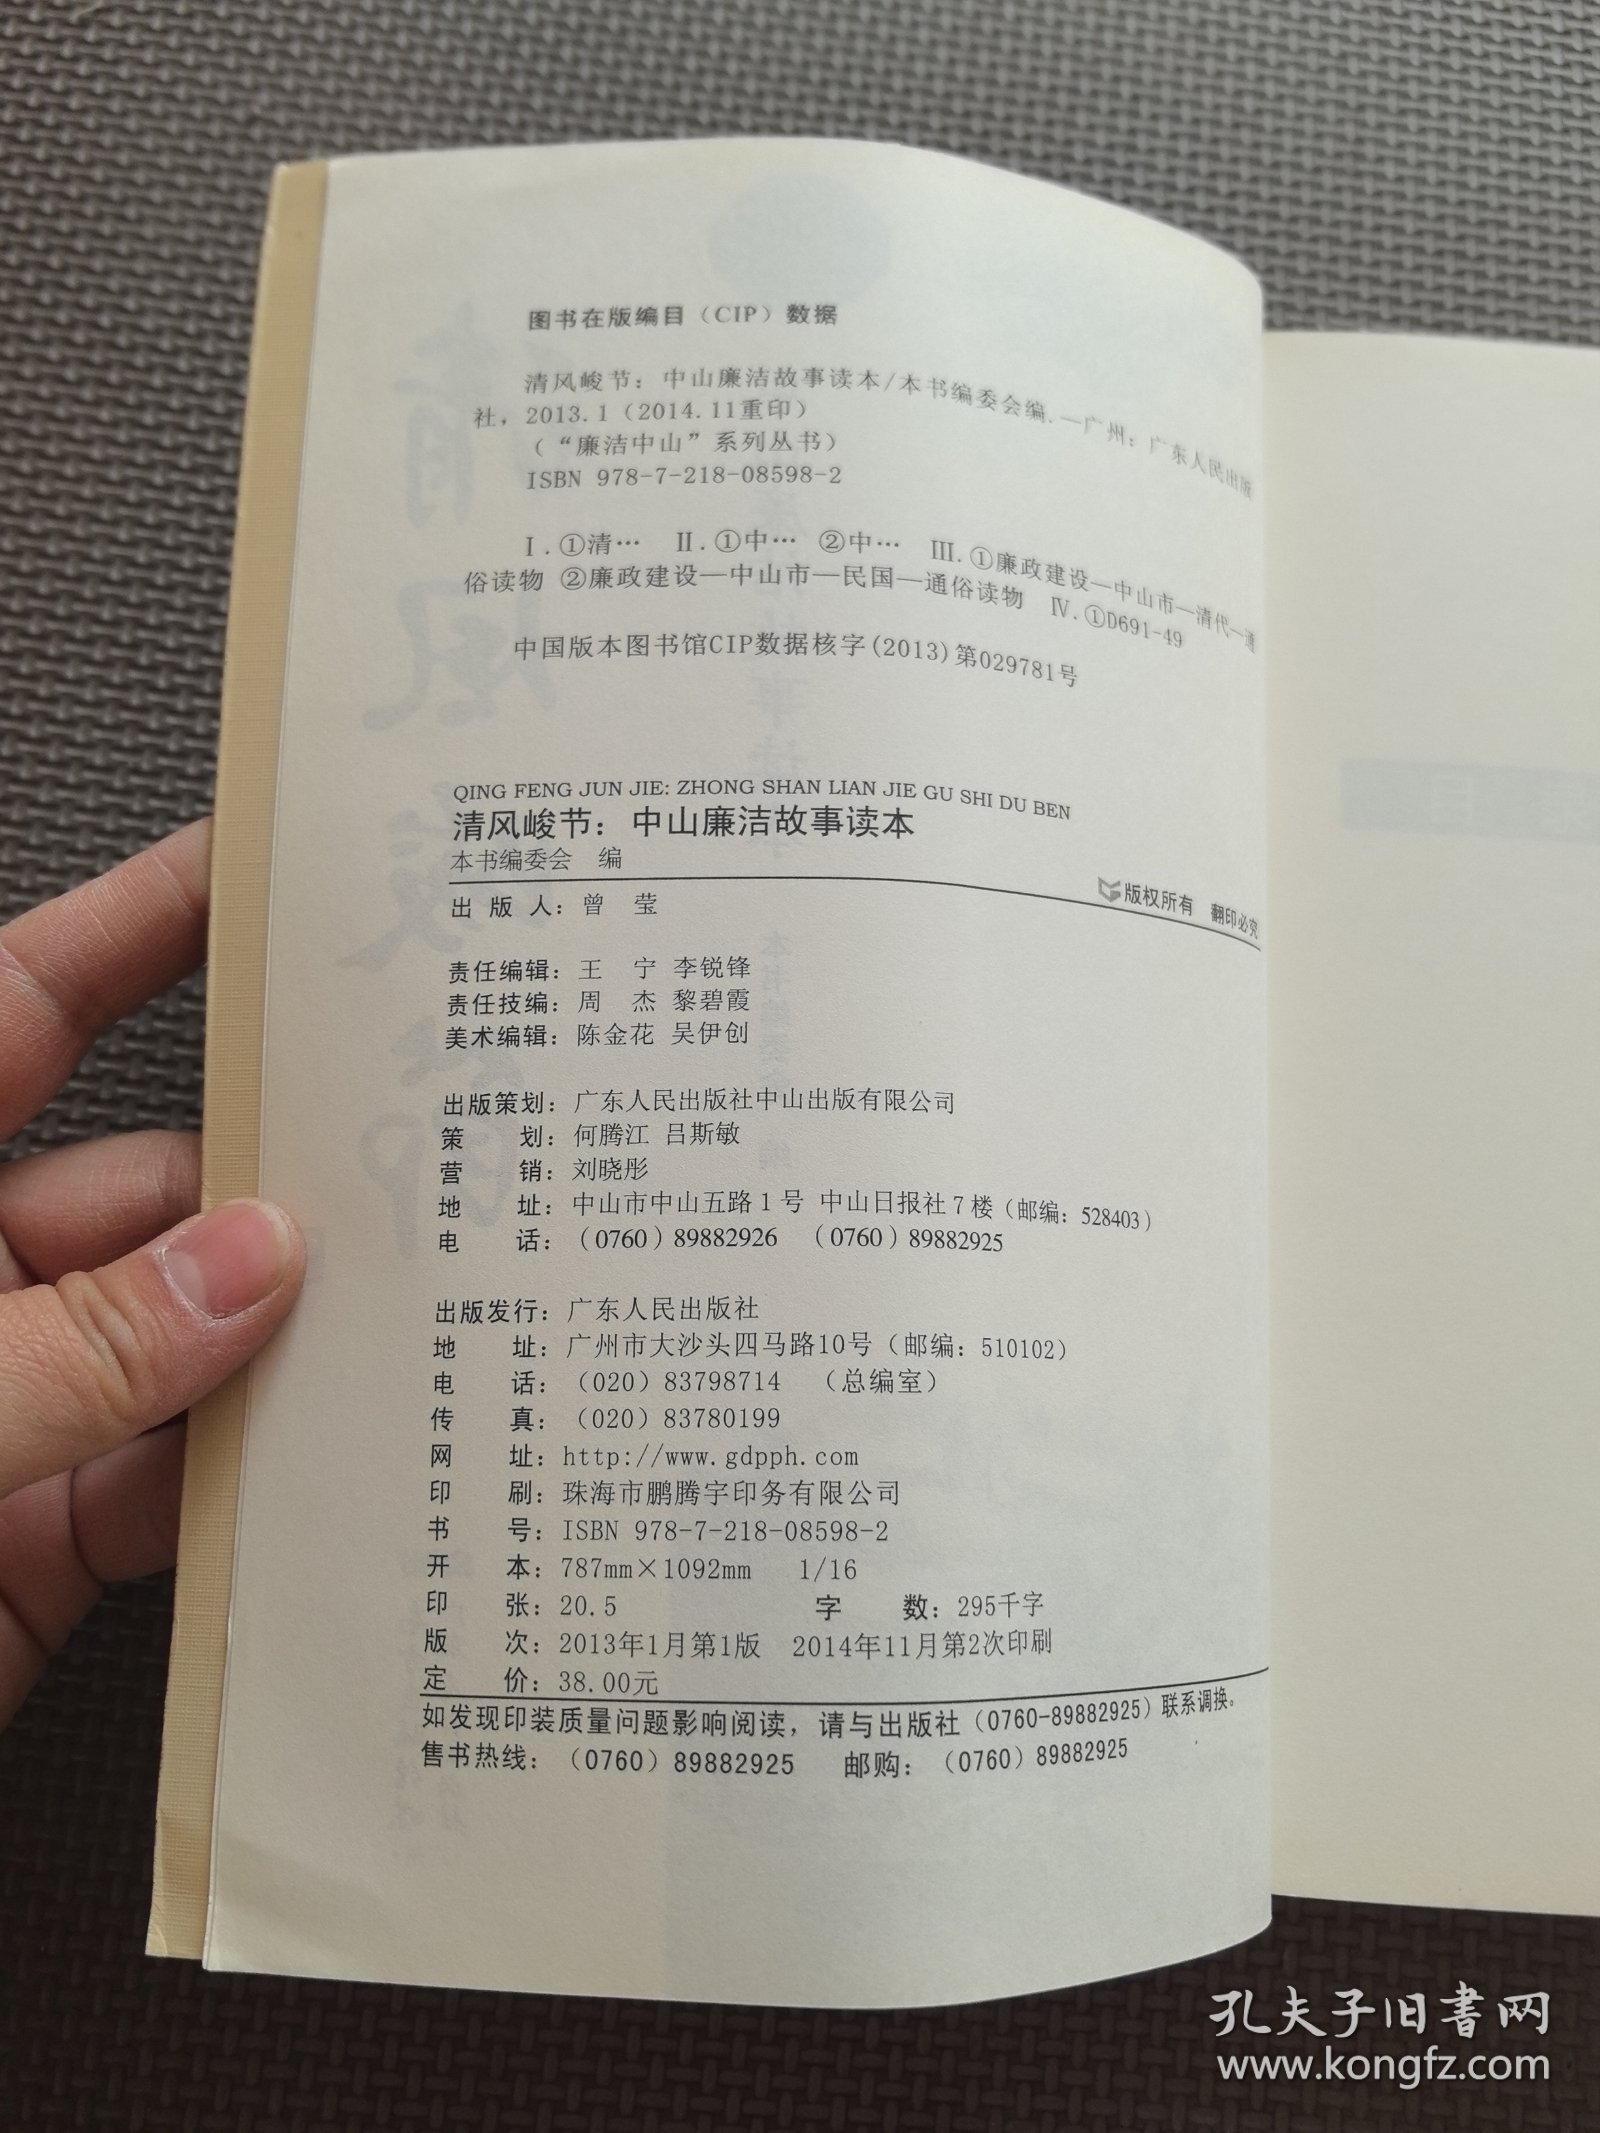 图书在版编目（CIP）数据
清风峻节：中山廉洁故事读本/本书编委会编.—广州：广东人民出版
社，2013.1（2014.11重印）
（“廉洁中山”系列丛书）
ISBN 978-7-218-08598-2
Ⅰ.①清… Ⅱ.①中… ②中… Ⅲ.①廉政建设—中山市—清代—通
俗读物 ②廉政建设—中山市—民国—通俗读物 Ⅳ.①D691-49
中国版本图书馆CIP数据核字(2013)第029781号
QING FENG JUN JIE: ZHONG SHAN LIAN JIE GU SHI DU BEN
清风峻节：中山廉洁故事读本
本书编委会 编
版权所有 翻印必究
出 版 人：曾 莹
责任编辑：王 宁 李锐锋
责任技编：周 杰 黎碧霞
美术编辑：陈金花 吴伊创
出版策划：广东人民出版社中山出版有限公司
策 划：何腾江 吕斯敏
营 销：刘晓彤
地 址：中山市中山五路1号 中山日报社7楼（邮编：528403）
电 话：（0760）89882926 （0760）89882925
出版发行：广东人民出版社
地 址：广州市大沙头四马路10号（邮编：510102）
电 话：（020）83798714 （总编室）
传 真：（020）83780199
网 址：http://www.gdpph.com
印 刷：珠海市鹏腾宇印务有限公司
书 号：ISBN 978-7-218-08598-2
开 本：787mm×1092mm 1/16
印 张：20.5 字 数：295千字
版 次：2013年1月第1版 2014年11月第2次印刷
定 价：38.00元
如发现印装质量问题影响阅读，请与出版社（0760-89882925）联系调换。
售书热线：（0760）89882925 邮购：（0760）89882925
孔夫子旧书网
www.kongfz.com